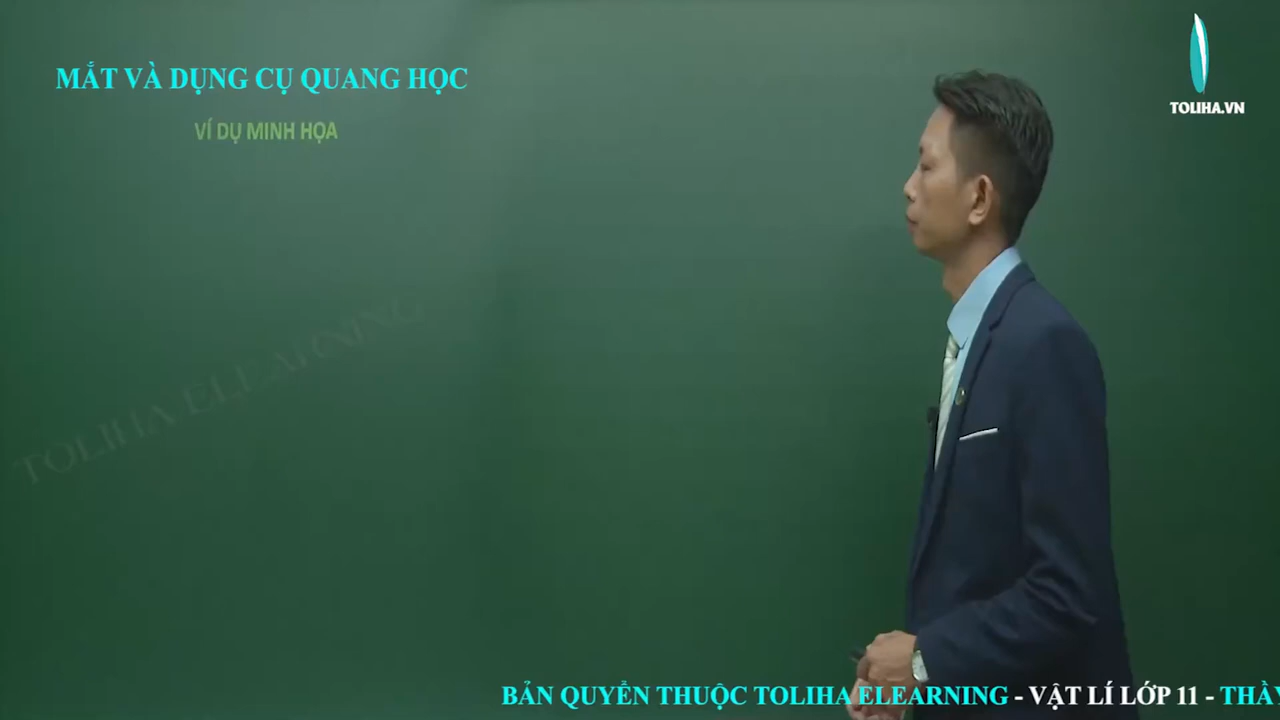 MẮT VÀ DỤNG CỤ QUANG HỌC
VÍ DỤ MINH HỌA
TOLIHA.VN
TOLIHA ELEARNING
BẢN QUYỀN THUỘC TOLIHA ELEARNING - VẬT LÍ LỚP 11 - THẦY